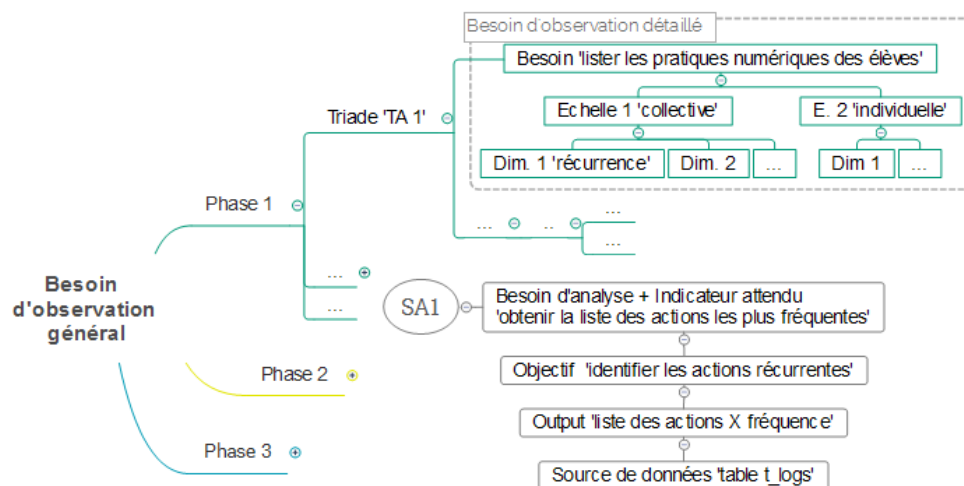 Besoin d'observation détaillé
Besoin 'lister les pratiques numériques des élèves'
Echelle 1 'collective'
E. 2 'individuelle'
Triade 'TA 1'
Dim. 1 'récurrence'
Dim. 2
...
Dim 1
...
Phase 1
...
..
...
...
...
...
Besoin
d'observation
général
SA1
Besoin d'analyse + Indicateur attendu
'obtenir la liste des actions les plus fréquentes'
Objectif 'identifier les actions récurrentes'
Phase 2
Output 'liste des actions X fréquence'
Phase 3
Source de données 'table t_logs'